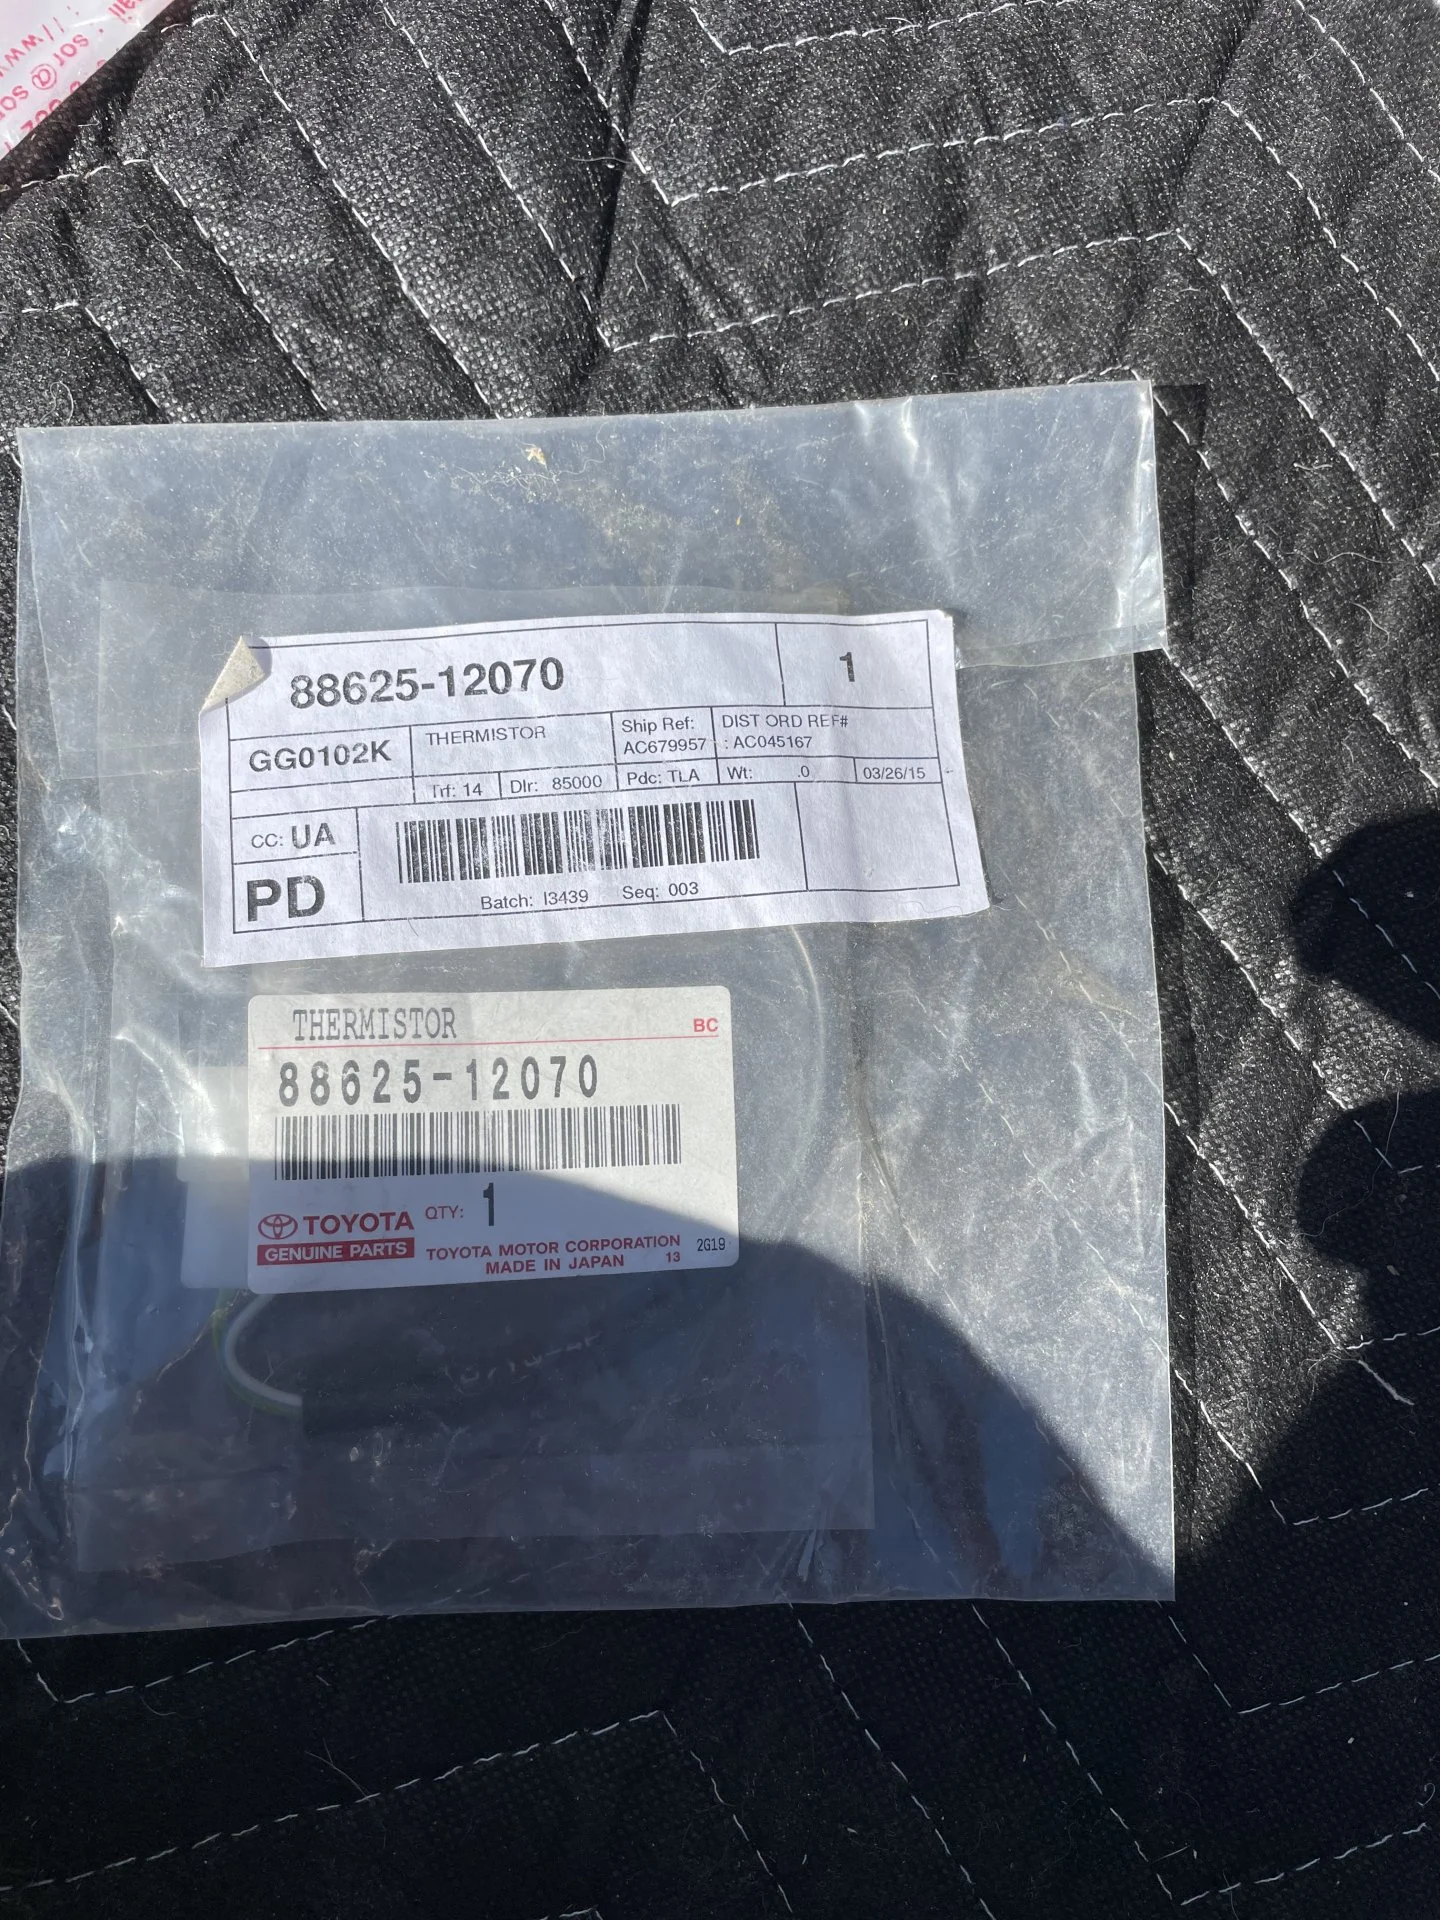 88625-12070
1
GG0102K
THERMISTOR
Ship Ref:
AC679957
DIST ORD REF#
: AC045167
Trf: 14
Dlr: 85000
Pdc: TLA
Wt: .0
03/26/15
CC: UA
PD
Batch: I3439 Seq: 003
THERMISTOR
BC
88625-12070
TOYOTA
GENUINE PARTS
QTY: 1
TOYOTA MOTOR CORPORATION
MADE IN JAPAN
13
2G19